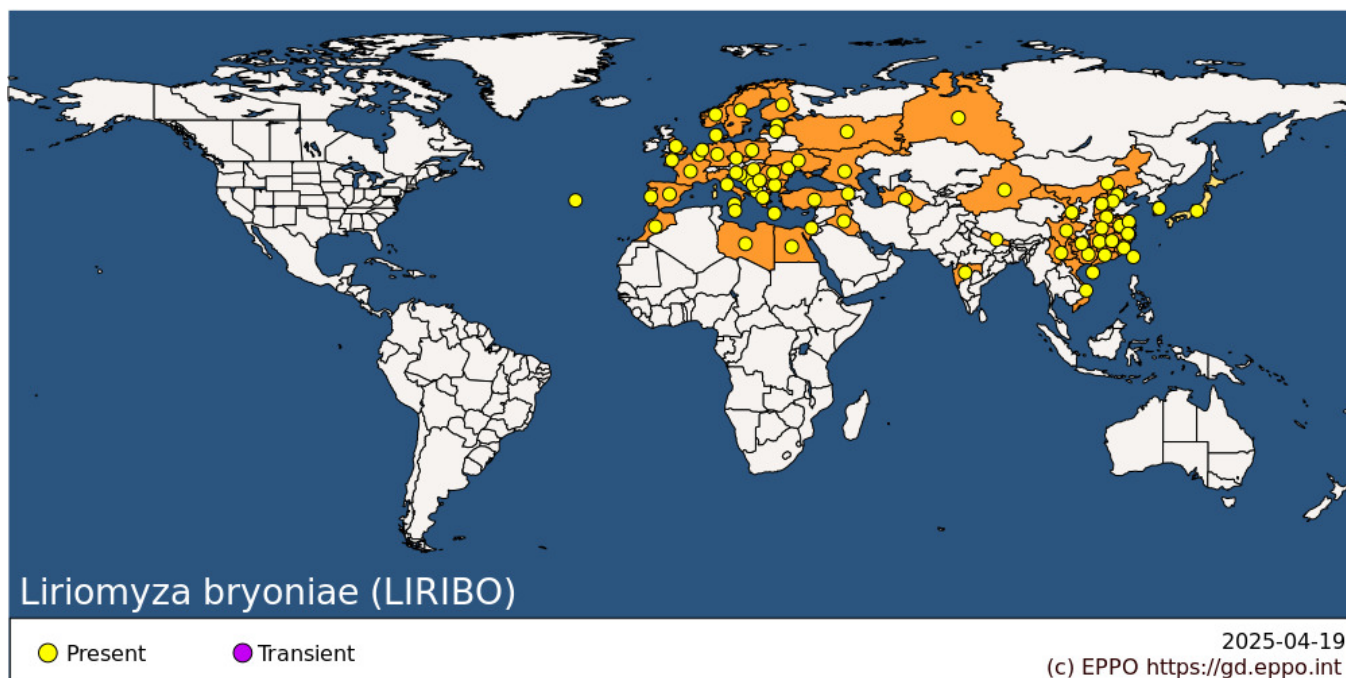 Liriomyza bryoniae (LIRIBO)
Present
Transient
2025-04-19
(c) EPPO https://gd.eppo.int